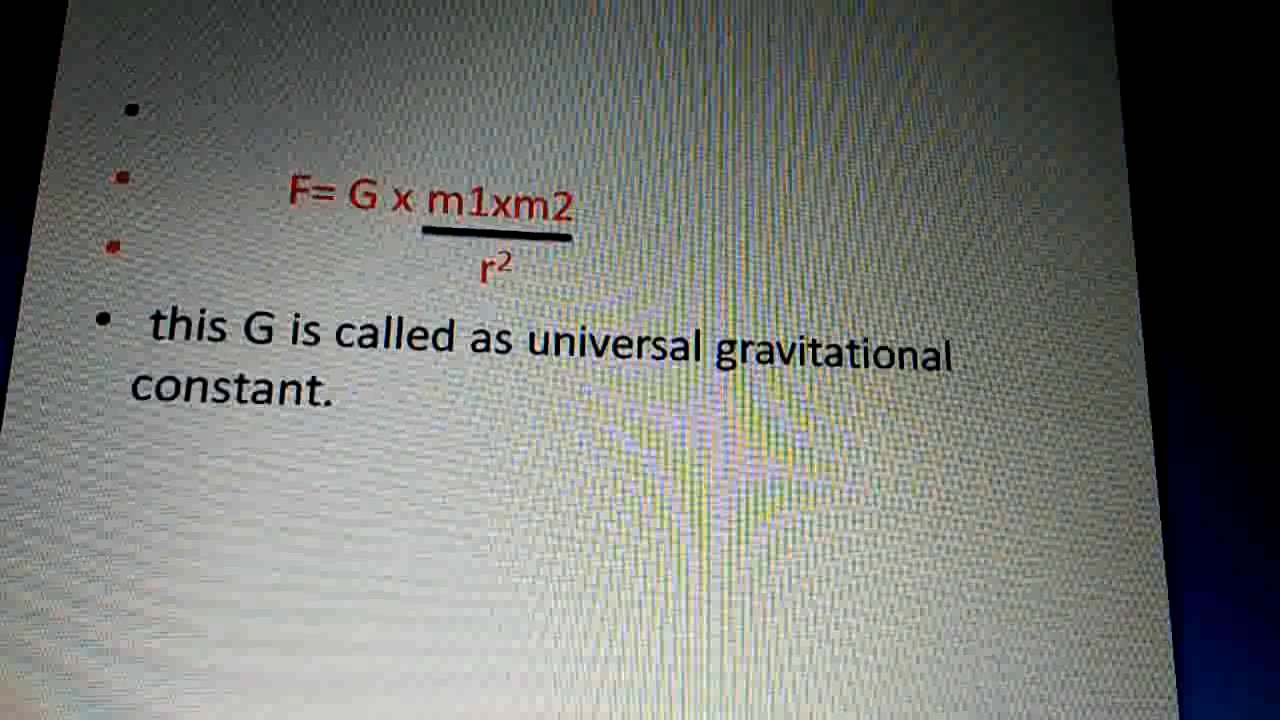 F= G x m1xm2
r²
• this G is called as universal gravitational
constant.